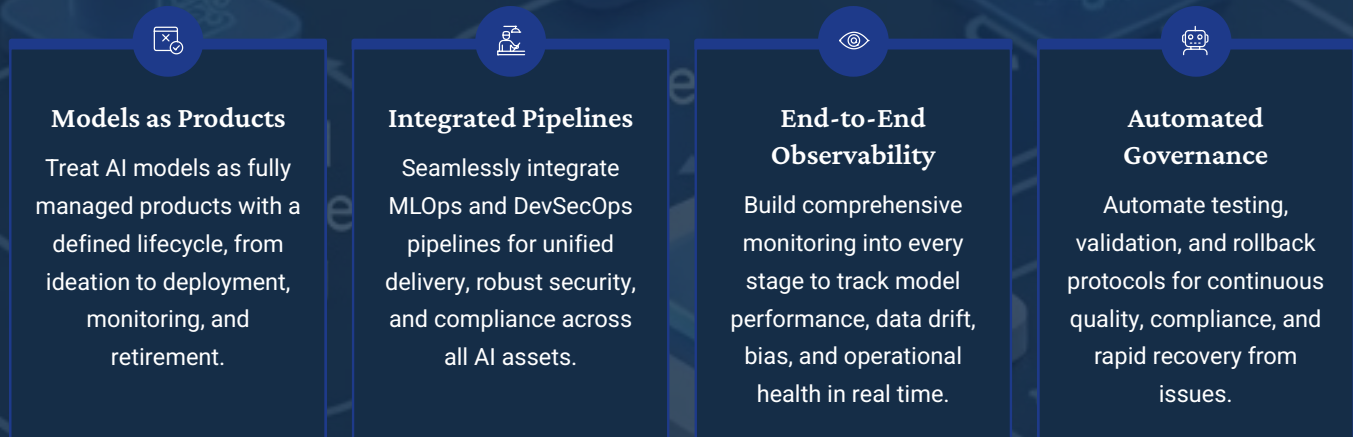 Models as Products
Treat AI models as fully
managed products with a
defined lifecycle, from
ideation to deployment,
monitoring, and
retirement.
Integrated Pipelines
Seamlessly integrate
MLOps and DevSecOps
pipelines for unified
delivery, robust security,
and compliance across
all AI assets.
End-to-End
Observability
Build comprehensive
monitoring into every
stage to track model
performance, data drift,
bias, and operational
health in real time.
Automated
Governance
Automate testing,
validation, and rollback
protocols for continuous
quality, compliance, and
rapid recovery from
issues.